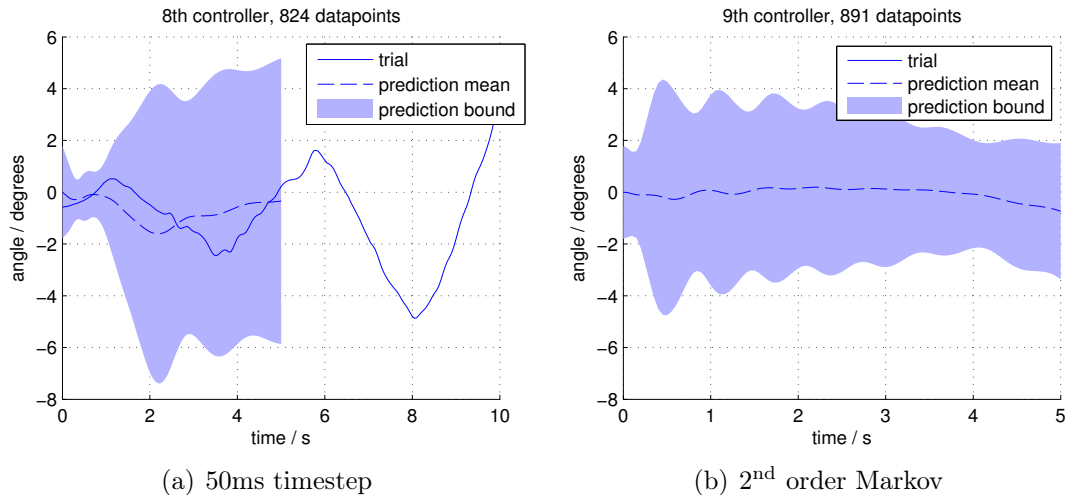 8th controller, 824 datapoints
6
4
2
0
−2
−4
−6
−8
angle / degrees
trial
prediction mean
prediction bound
0
2
4
6
8
10
time / s
(a) 50ms timestep
9th controller, 891 datapoints
6
4
2
0
−2
−4
−6
−8
angle / degrees
trial
prediction mean
prediction bound
0
1
2
3
4
5
time / s
(b) 2nd order Markov